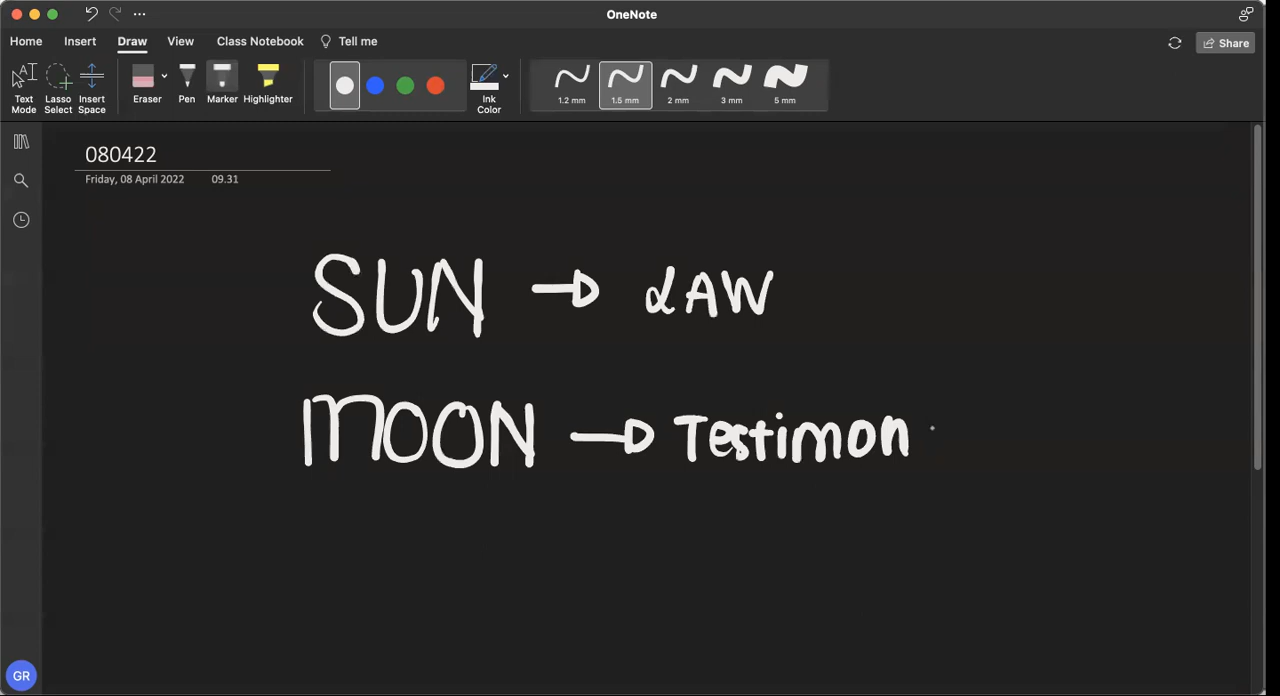 OneNote
Home Insert Draw View Class Notebook Tell me Share
Text Mode Lasso Select Insert Space Eraser Pen Marker Highlighter Ink Color 1.2 mm 1.5 mm 2 mm 3 mm 5 mm
080422
Friday, 08 April 2022 09.31
SUN → LAW
MOON → Testimon
GR